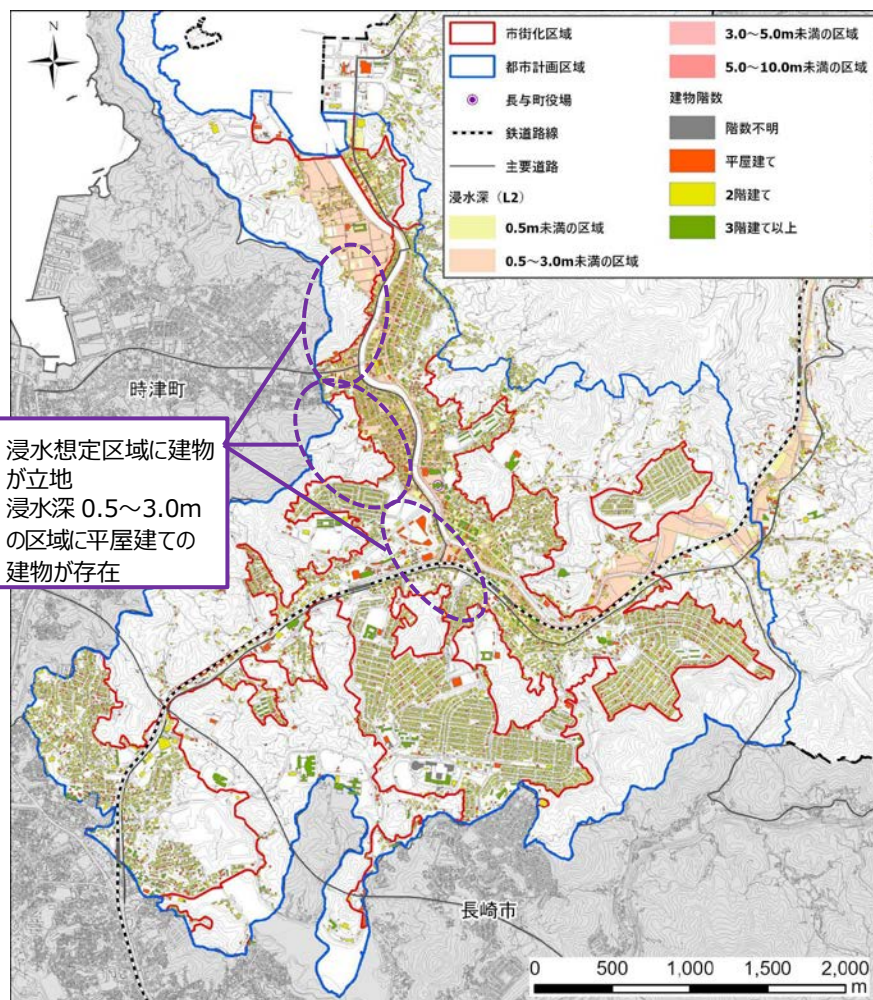 N
市街化区域
都市計画区域
長与町役場
鉄道路線
主要道路
浸水深（L2）
0.5m未満の区域
0.5～3.0m未満の区域
3.0～5.0m未満の区域
5.0～10.0m未満の区域
建物階数
階数不明
平屋建て
2階建て
3階建て以上
時津町
浸水想定区域に建物
が立地
浸水深 0.5～3.0m
の区域に平屋建ての
建物が存在
長崎市
0 500 1,000 1,500 2,000
m